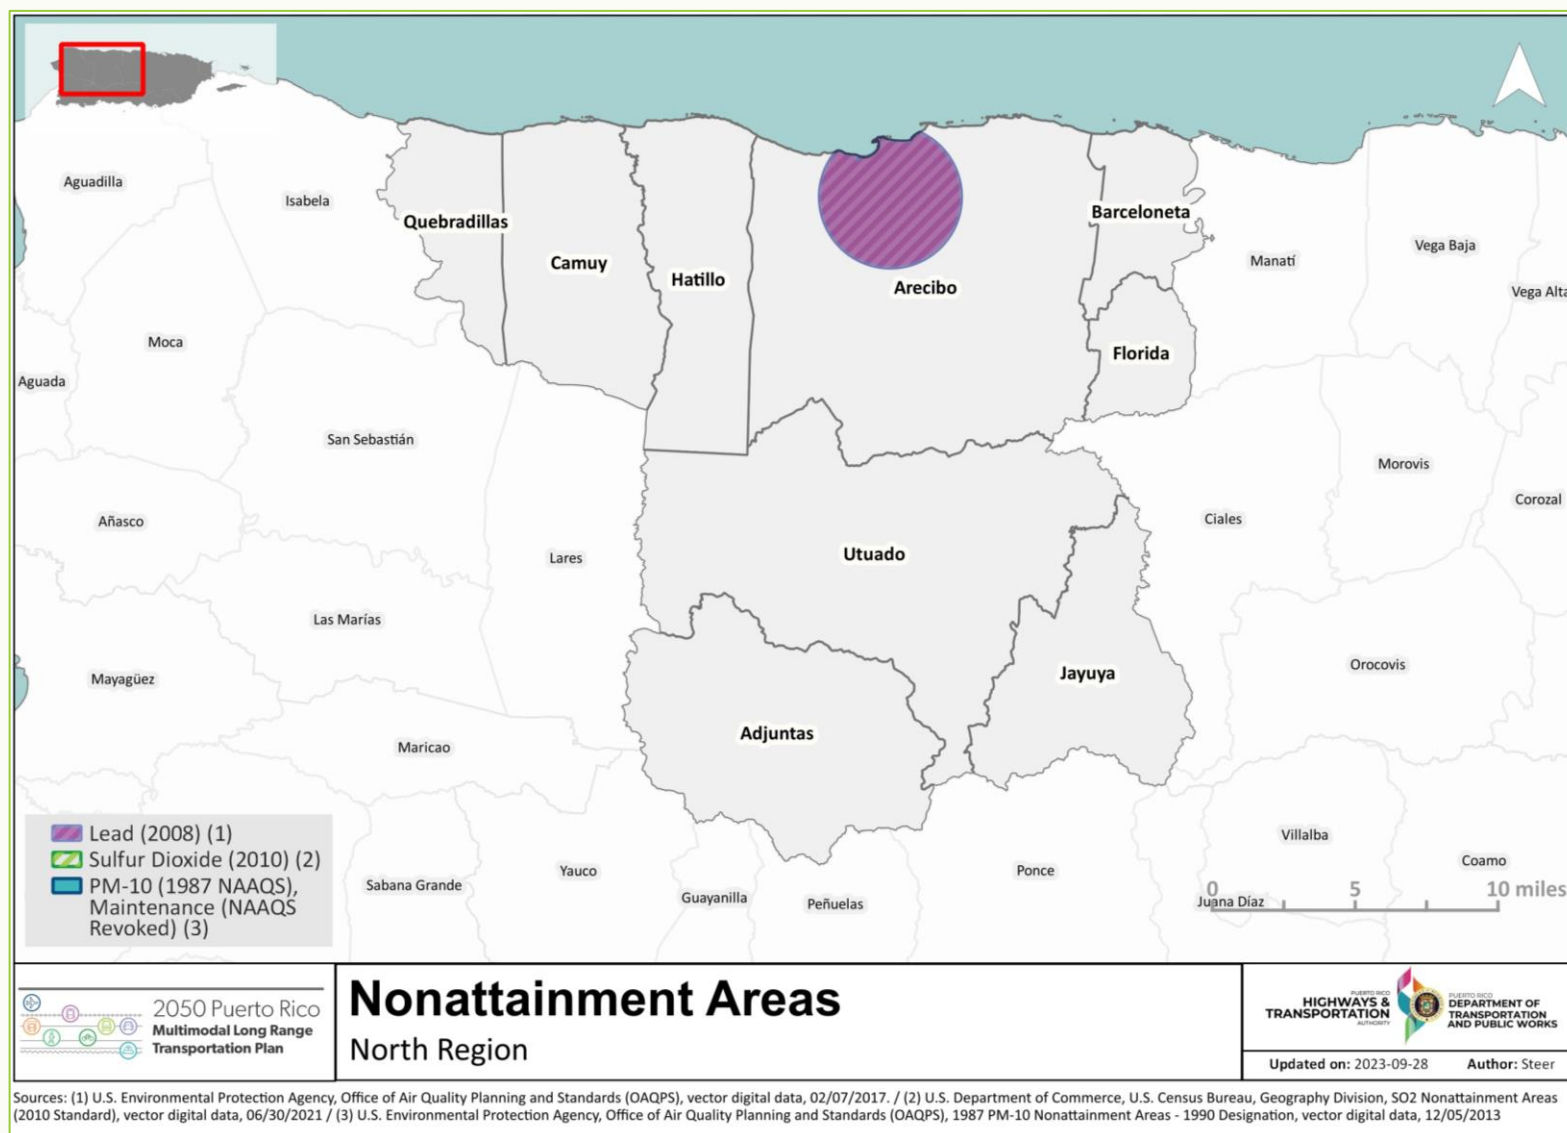 Aguadilla
Isabela
Quebradillas
Camuy
Hatillo
Arecibo
Barceloneta
Manatí
Vega Baja
Vega Alta
Florida
Moca
Aguada
San Sebastián
Morovis
Corozal
Añasco
Ciales
Lares
Utuado
Las Marías
Mayagüez
Jayuya
Orocovis
Adjuntas
Maricao
Villalba
Coamo
Sabana Grande
Yauco
Guayanilla
Peñuelas
Ponce
Juana Díaz
0 5 10 miles
Lead (2008) (1)
Sulfur Dioxide (2010) (2)
PM-10 (1987 NAAQS),
Maintenance (NAAQS
Revoked) (3)
2050 Puerto Rico
Multimodal Long Range
Transportation Plan
Nonattainment Areas
North Region
PUERTO RICO
HIGHWAYS &
TRANSPORTATION
AUTHORITY
PUERTO RICO
DEPARTMENT OF
TRANSPORTATION
AND PUBLIC WORKS
Updated on: 2023-09-28 Author: Steer
Sources: (1) U.S. Environmental Protection Agency, Office of Air Quality Planning and Standards (OAQPS), vector digital data, 02/07/2017. / (2) U.S. Department of Commerce, U.S. Census Bureau, Geography Division, SO2 Nonattainment Areas
(2010 Standard), vector digital data, 06/30/2021 / (3) U.S. Environmental Protection Agency, Office of Air Quality Planning and Standards (OAQPS), 1987 PM-10 Nonattainment Areas - 1990 Designation, vector digital data, 12/05/2013